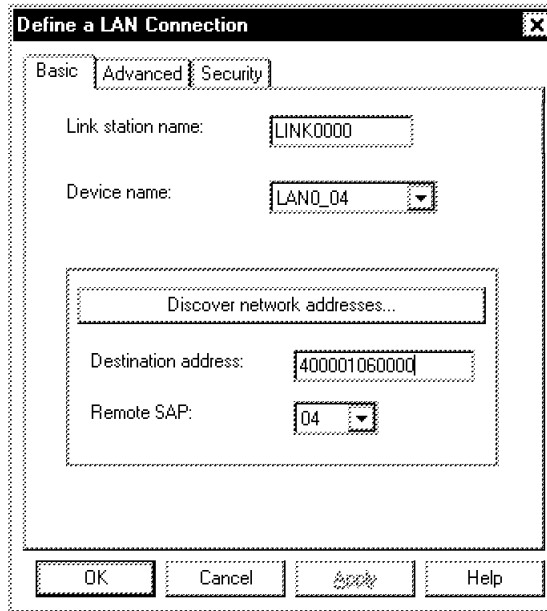 Define a LAN Connection
Basic Advanced Security
Link station name: LINK0000
Device name: LAN0_04
Discover network addresses...
Destination address: 400001060000
Remote SAP: 04
OK Cancel Apply Help